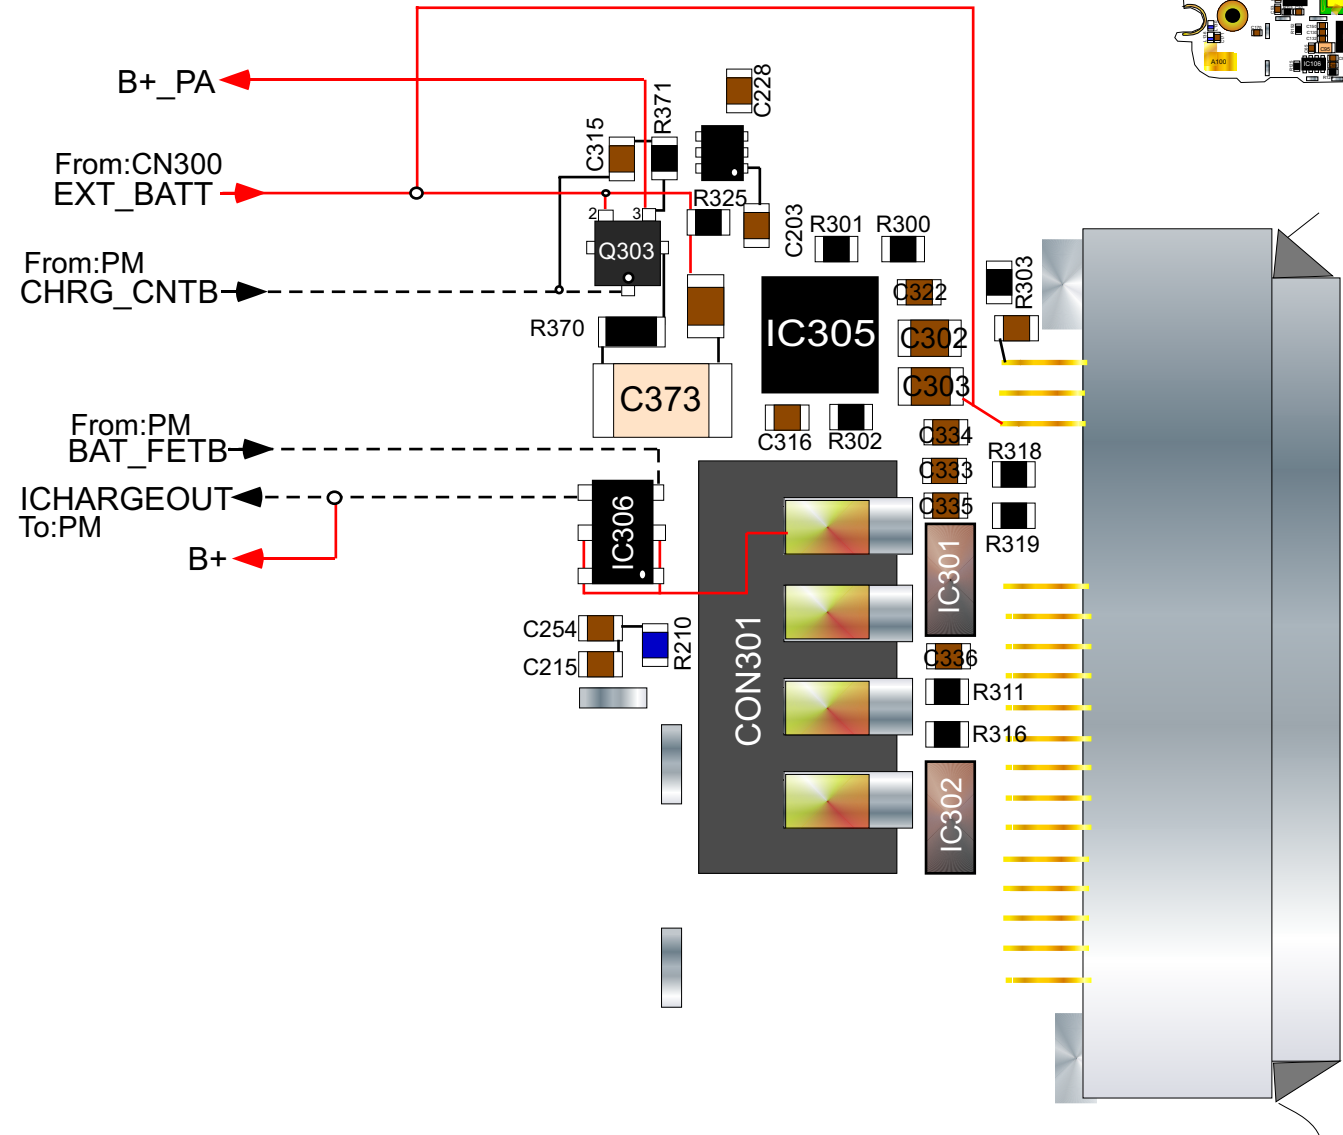 B+_PA
From:CN300
EXT_BATT
From:PM
CHRG_CNTB
From:PM
BAT_FETB
ICHARGEOUT
To:PM
B+
C315
R371
C228
2
3
Q303
R325
C203
R301
R300
R303
R370
IC305
C322
C302
C303
C373
C316
R302
C334
C333
C335
R318
R319
IC306
IC301
C254
C215
R210
CON301
C336
R311
R316
IC302
A100
IC106